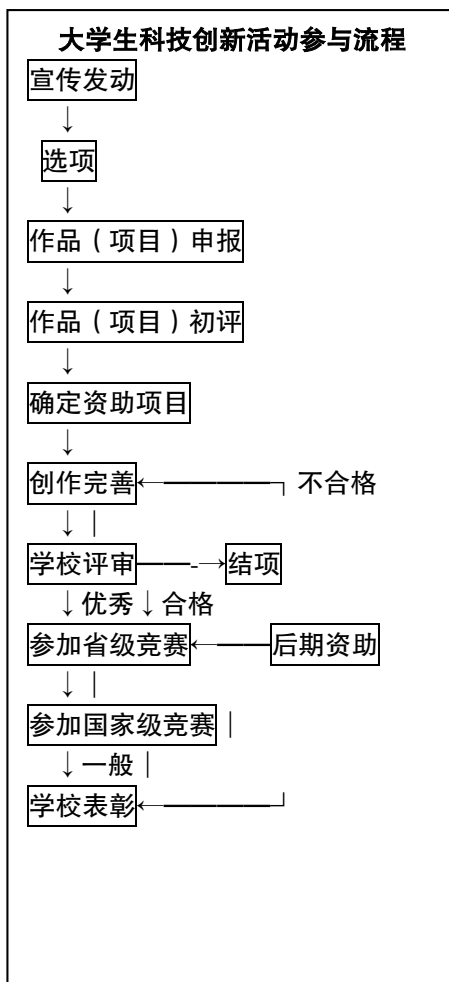 大学生科技创新活动参与流程
宣传发动
↓
选项
↓
作品（项目）申报
↓
作品（项目）初评
↓
确定资助项目
↓
创作完善←————┐ 不合格
↓ |
学校评审——-→结项
↓优秀↓合格
参加省级竞赛←——后期资助
↓ |
参加国家级竞赛 |
↓一般 |
学校表彰←————┘